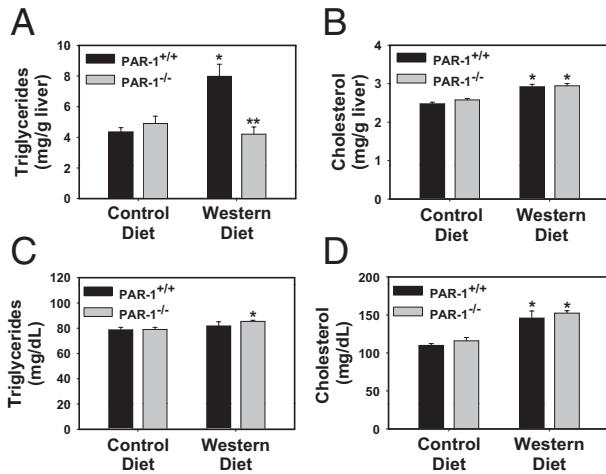 A
Triglycerides
(mg/g liver)
10
8
6
4
2
0
PAR-1+/+
PAR-1-/-
*
**
Control
Diet
Western
Diet
B
Cholesterol
(mg/g liver)
4
3
2
1
0
PAR-1+/+
PAR-1-/-
*
*
Control
Diet
Western
Diet
C
Triglycerides
(mg/dL)
120
100
80
60
40
20
0
PAR-1+/+
PAR-1-/-
*
Control
Diet
Western
Diet
D
Cholesterol
(mg/dL)
200
150
100
50
0
PAR-1+/+
PAR-1-/-
*
*
Control
Diet
Western
Diet